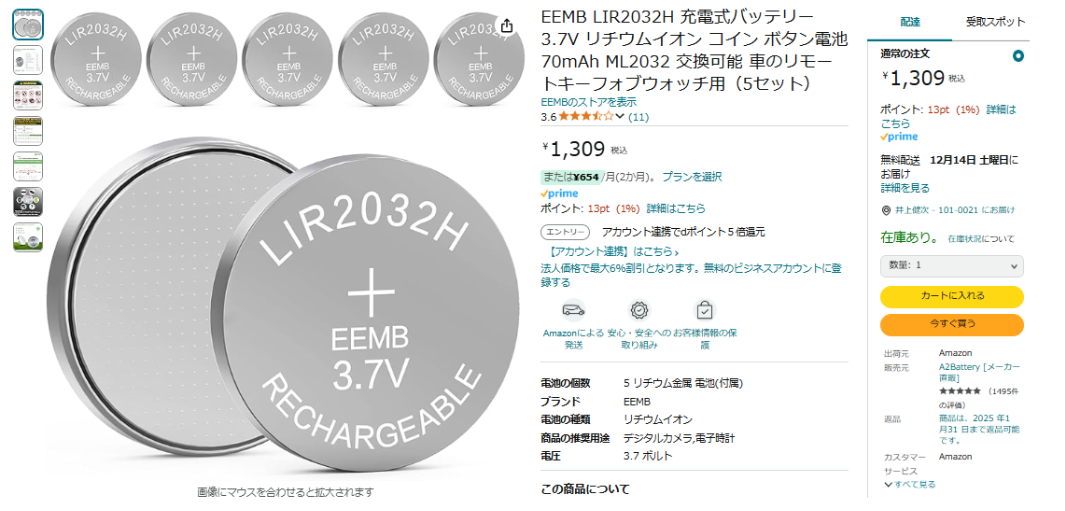 LIR2032H
EEMB
3.7V
RECHARGEABLE
LIR2032H
EEMB
3.7V
RECHARGEABLE
LIR2032H
EEMB
3.7V
RECHARGEABLE
LIR2032H
EEMB
3.7V
RECHARGEABLE
LIR2032H
EEMB
3.7V
RECHARGEABLE
LIR2032H
EEMB
3.7V
RECHARGEABLE
画像にマウスを合わせると拡大されます
EEMB LIR2032H 充電式バッテリー
3.7V リチウムイオン コイン ボタン電池
70mAh ML2032 交換可能 車のリモー
トキーフォブウォッチ用（5セット）
EEMBのストアを表示
3.6 (11)
¥1,309 税込
または¥654/月(2か月)。 プランを選択
prime
ポイント: 13pt (1%) 詳細はこちら
エントリー アカウント連携でdポイント５倍還元
【アカウント連携】はこちら ›
法人価格で最大6%割引となります。無料のビジネスアカウントに登
録する
Amazonによる
発送
安心・安全への
取り組み
お客様情報の保
護
電池の個数 5 リチウム金属 電池(付属)
ブランド EEMB
電池の種類 リチウムイオン
商品の推奨用途 デジタルカメラ,電子時計
電圧 3.7 ボルト
この商品について
配達 受取スポット
通常の注文
¥1,309 税込
ポイント: 13pt (1%) 詳細は
こちら
prime
無料配送 12月14日 土曜日に
お届け
詳細を見る
井上健次 - 101-0021 にお届け
在庫あり。 在庫状況について
数量: 1
カートに入れる
今すぐ買う
出荷元 Amazon
販売元 A2Battery [メーカー
直販]
★★★★★ (1495件
の評価)
返品 商品は、2025 年1
月31 日まで返品可能
です。
カスタマー Amazon
サービス
すべて見る